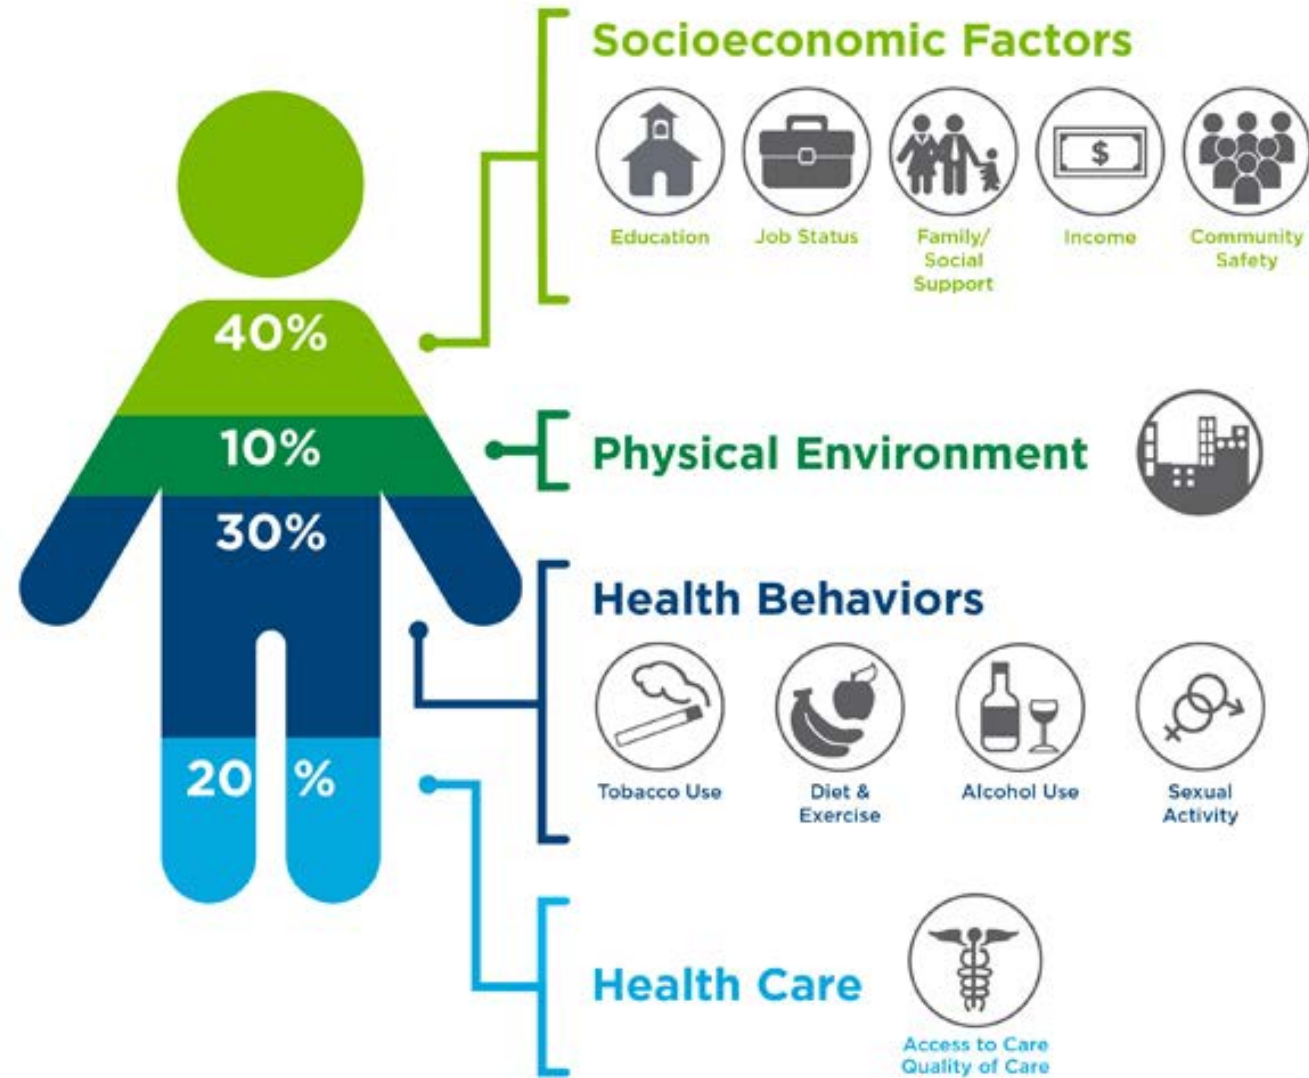 Socioeconomic Factors
$
Education
Job Status
Family/
Social
Support
Income
Community
Safety
40%
10%
Physical Environment
30%
Health Behaviors
Tobacco Use
Diet &
Exercise
Alcohol Use
Sexual
Activity
20 %
Health Care
Access to Care
Quality of Care